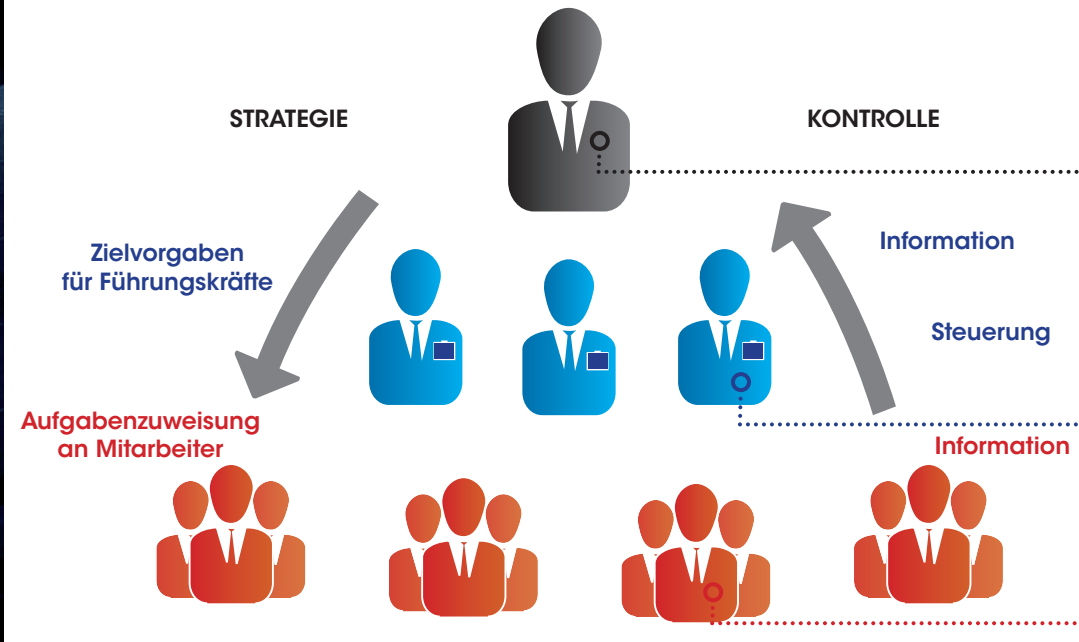 STRATEGIE
KONTROLLE
Zielvorgaben
für Führungskräfte
Information
Steuerung
Aufgabenzuweisung
an Mitarbeiter
Information